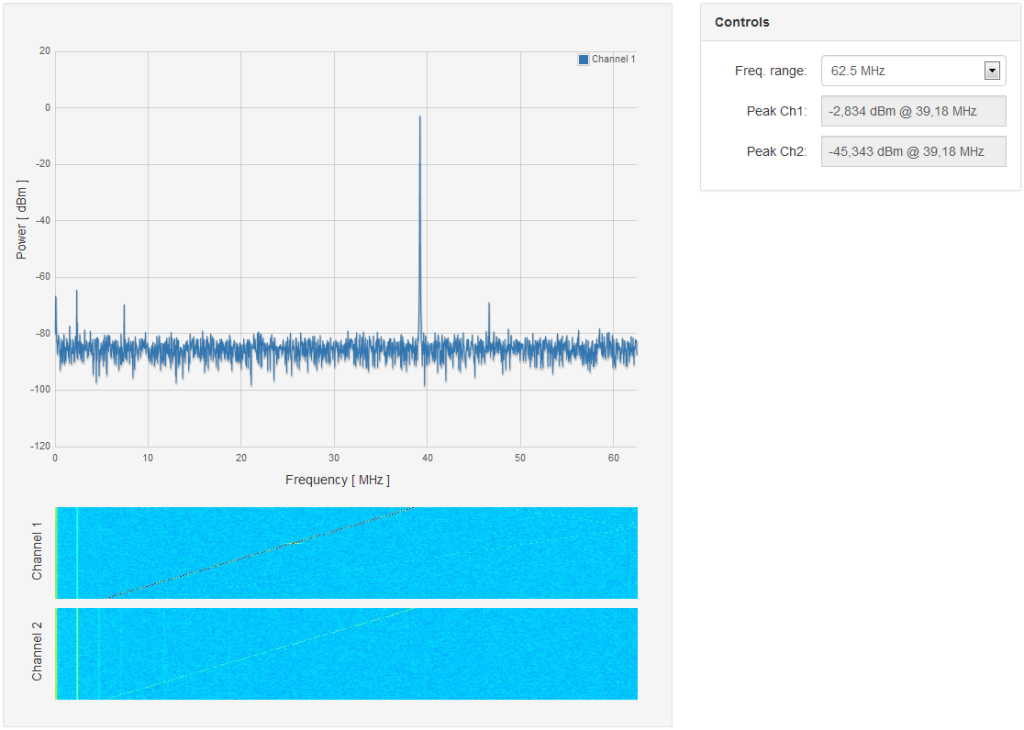 Controls
Freq. range: 62.5 MHz
Peak Ch1: -2,834 dBm @ 39,18 MHz
Peak Ch2: -45,343 dBm @ 39,18 MHz
Channel 1
Power [ dBm ]
20
0
-20
-40
-60
-80
-100
-120
0 10 20 30 40 50 60
Frequency [ MHz ]
Channel 1
Channel 2